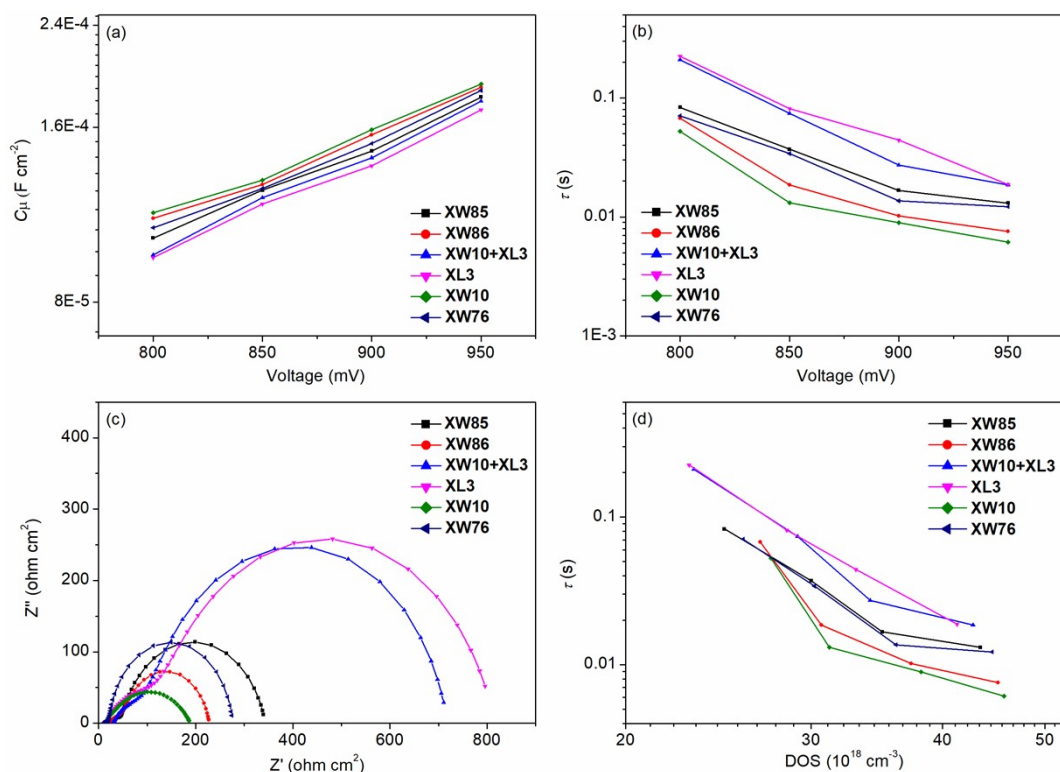 (a)
2.4E-4
1.6E-4
8E-5
Cμ (F cm⁻²)
XW85
XW86
XW10+XL3
XL3
XW10
XW76
800 850 900 950
Voltage (mV)
(b)
0.1
0.01
1E-3
τ (s)
XW85
XW86
XW10+XL3
XL3
XW10
XW76
800 850 900 950
Voltage (mV)
(c)
400
300
200
100
0
Z" (ohm cm²)
XW85
XW86
XW10+XL3
XL3
XW10
XW76
0 200 400 600 800
Z' (ohm cm²)
(d)
0.1
0.01
τ (s)
XW85
XW86
XW10+XL3
XL3
XW10
XW76
20 30 40 50
DOS (10¹⁸ cm⁻³)